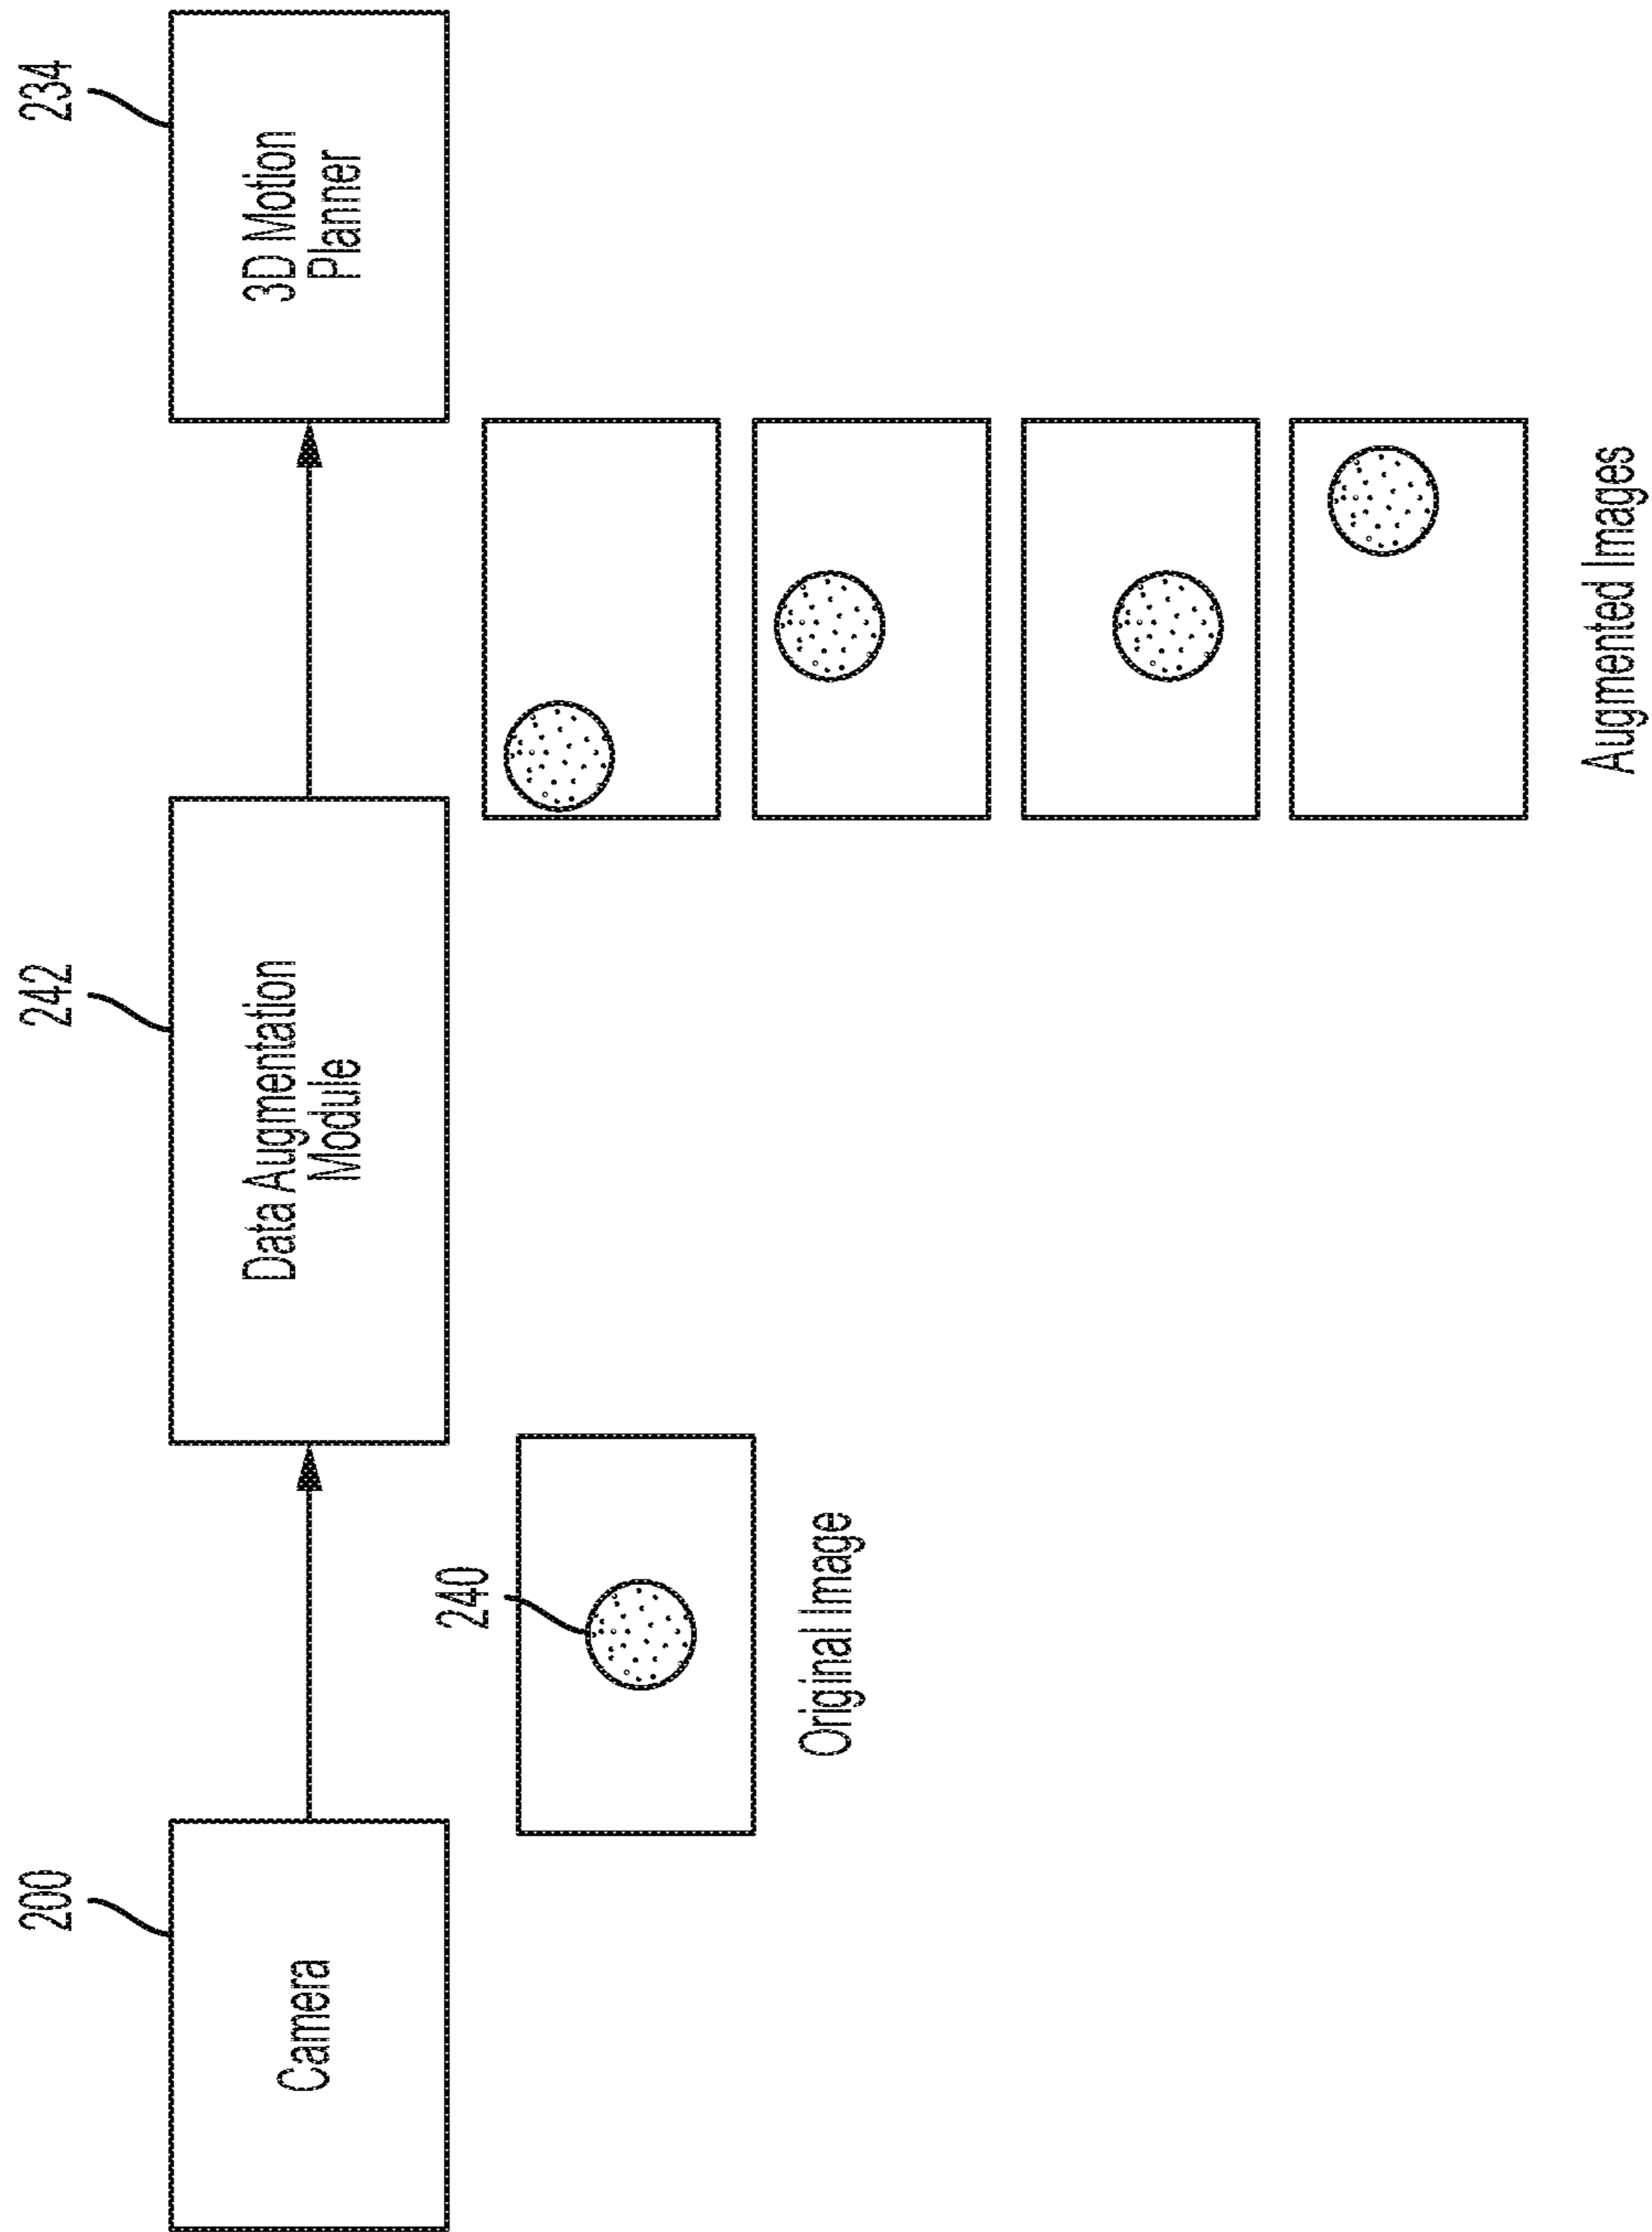 200
Camera
242
Data Augmentation
Module
234
3D Motion
Planner
240
Original Image
Augmented Images